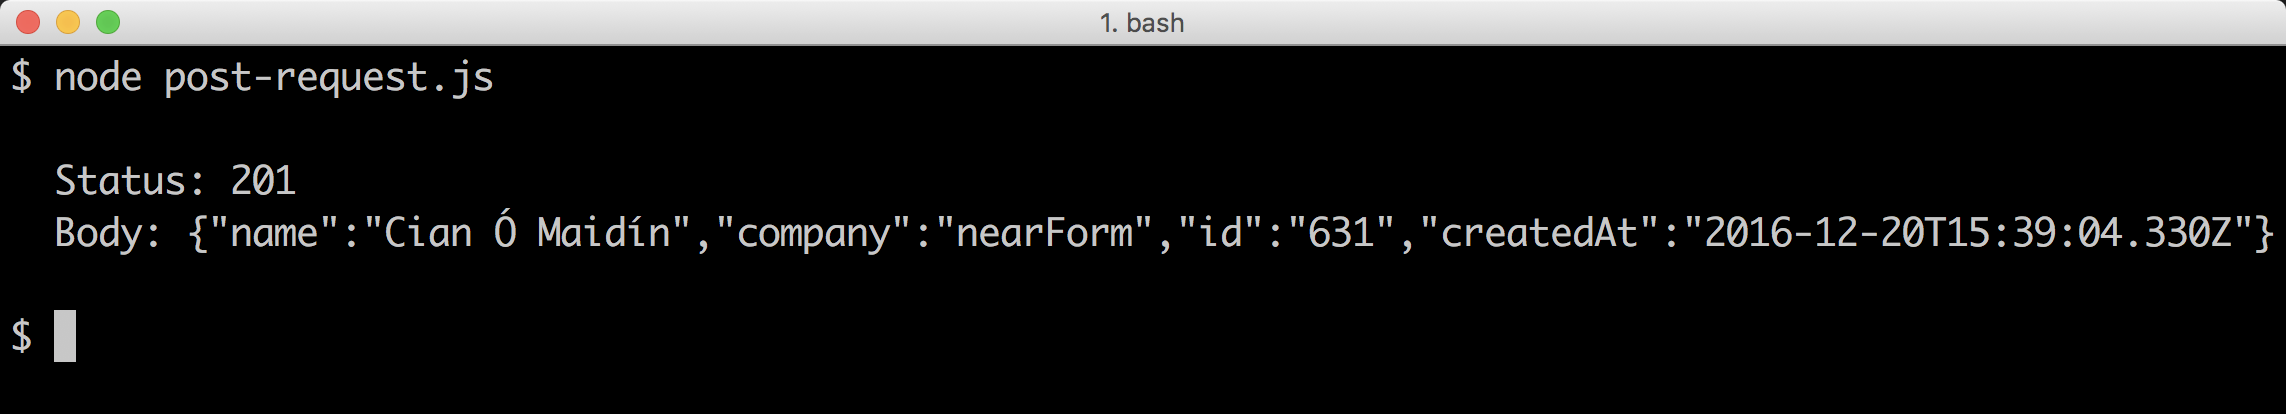 1. bash
$ node post-request.js
Status: 201
Body: {"name":"Cian Ó Maidín","company":"nearForm","id":"631","createdAt":"2016-12-20T15:39:04.330Z"}
$